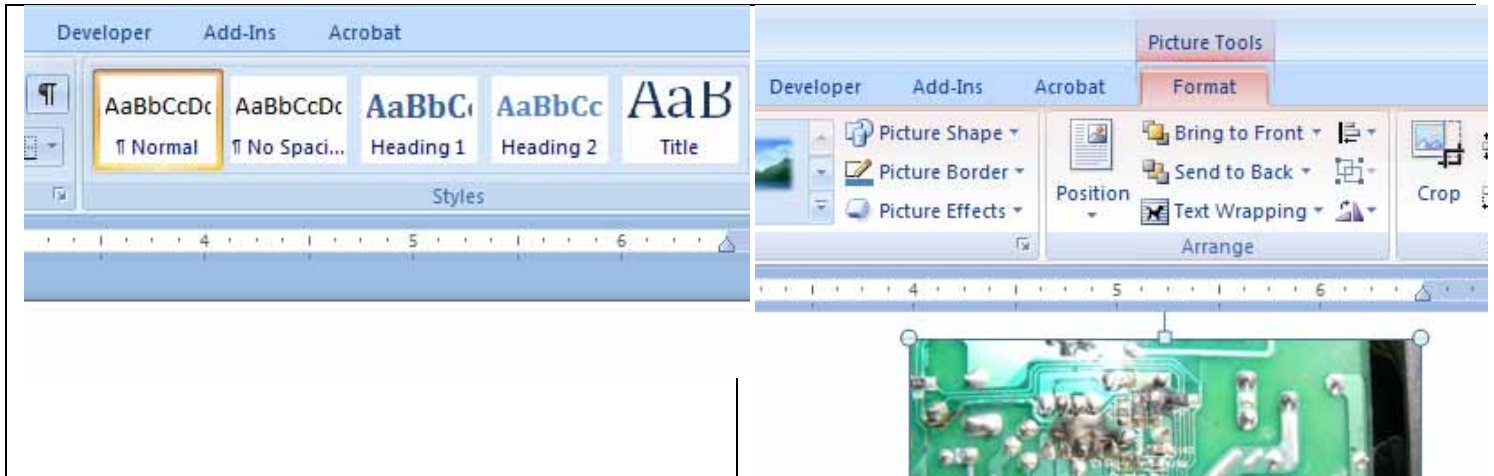 Developer Add-Ins Acrobat
¶
AaBbCcDc AaBbCcDc AaBbC AaBbCc AaB
¶ Normal ¶ No Spaci... Heading 1 Heading 2 Title
Styles
4 5 6
Picture Tools
Developer Add-Ins Acrobat Format
Picture Shape Bring to Front
Picture Border Send to Back
Position Crop
Picture Effects Text Wrapping
Arrange
4 5 6